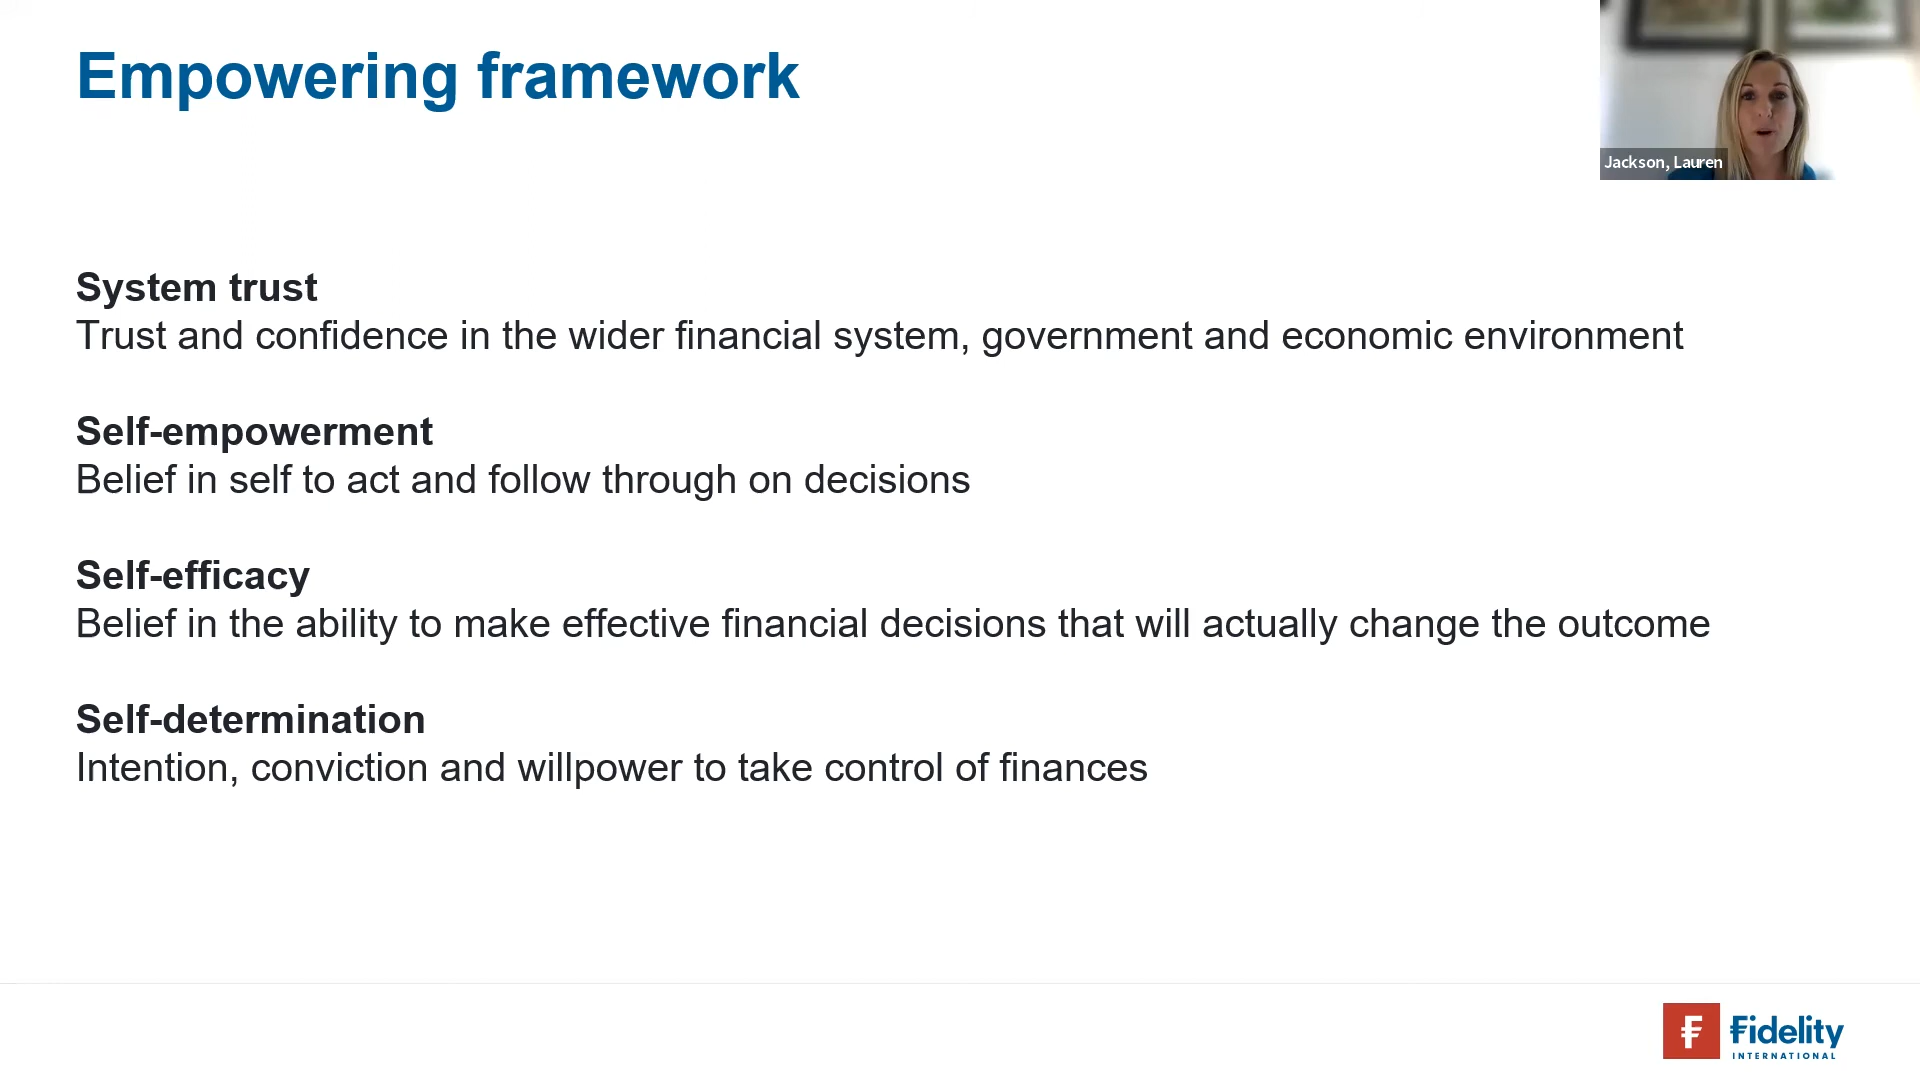 Empowering framework
Jackson, Lauren
System trust
Trust and confidence in the wider financial system, government and economic environment
Self-empowerment
Belief in self to act and follow through on decisions
Self-efficacy
Belief in the ability to make effective financial decisions that will actually change the outcome
Self-determination
Intention, conviction and willpower to take control of finances
F
Fidelity
INTERNATIONAL